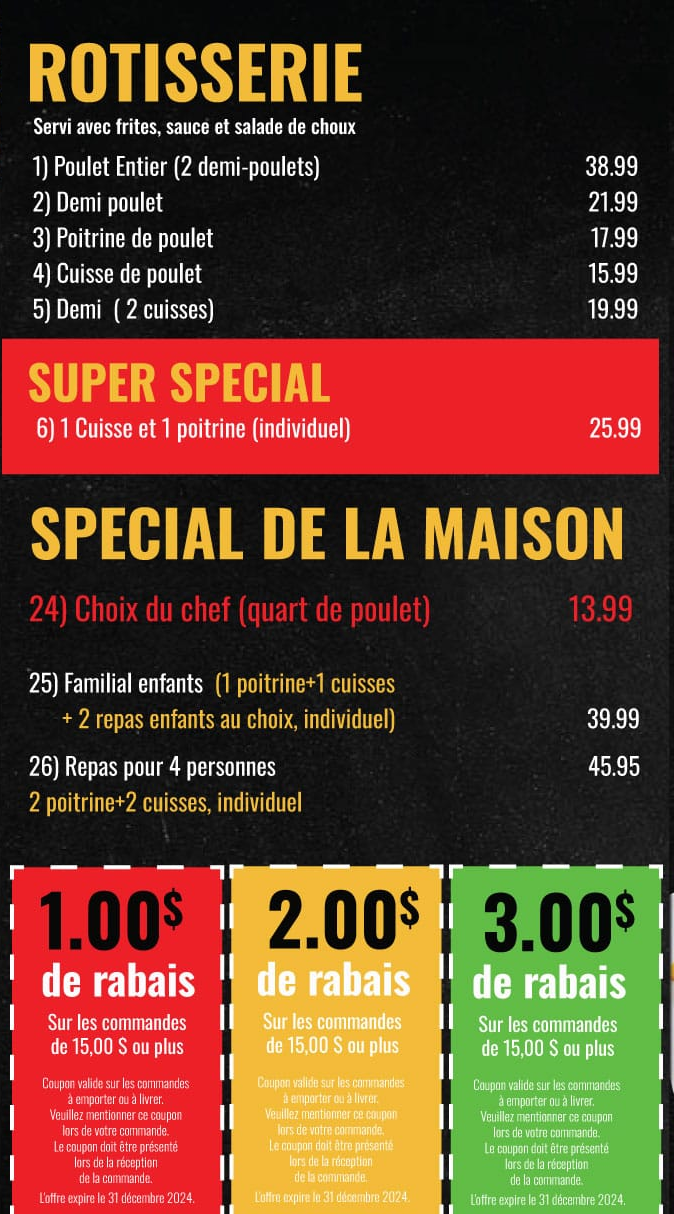 ROTISSERIE
Servi avec frites, sauce et salade de choux
1) Poulet Entier (2 demi-poulets) 38.99
2) Demi poulet 21.99
3) Poitrine de poulet 17.99
4) Cuisse de poulet 15.99
5) Demi ( 2 cuisses) 19.99
SUPER SPECIAL
6) 1 Cuisse et 1 poitrine (individuel) 25.99
SPECIAL DE LA MAISON
24) Choix du chef (quart de poulet) 13.99
25) Familial enfants (1 poitrine+1 cuisses
+ 2 repas enfants au choix, individuel) 39.99
26) Repas pour 4 personnes 45.95
2 poitrine+2 cuisses, individuel
1.00$
de rabais
Sur les commandes
de 15,00 $ ou plus
Coupon valide sur les commandes
à emporter ou à livrer.
Veuillez mentionner ce coupon
lors de votre commande.
Le coupon doit être présenté
lors de la réception
de la commande.
L'offre expire le 31 décembre 2024.
2.00$
de rabais
Sur les commandes
de 15,00 $ ou plus
Coupon valide sur les commandes
à emporter ou à livrer.
Veuillez mentionner ce coupon
lors de votre commande.
Le coupon doit être présenté
lors de la réception
de la commande.
L'offre expire le 31 décembre 2024.
3.00$
de rabais
Sur les commandes
de 15,00 $ ou plus
Coupon valide sur les commandes
à emporter ou à livrer.
Veuillez mentionner ce coupon
lors de votre commande.
Le coupon doit être présenté
lors de la réception
de la commande.
L'offre expire le 31 décembre 2024.